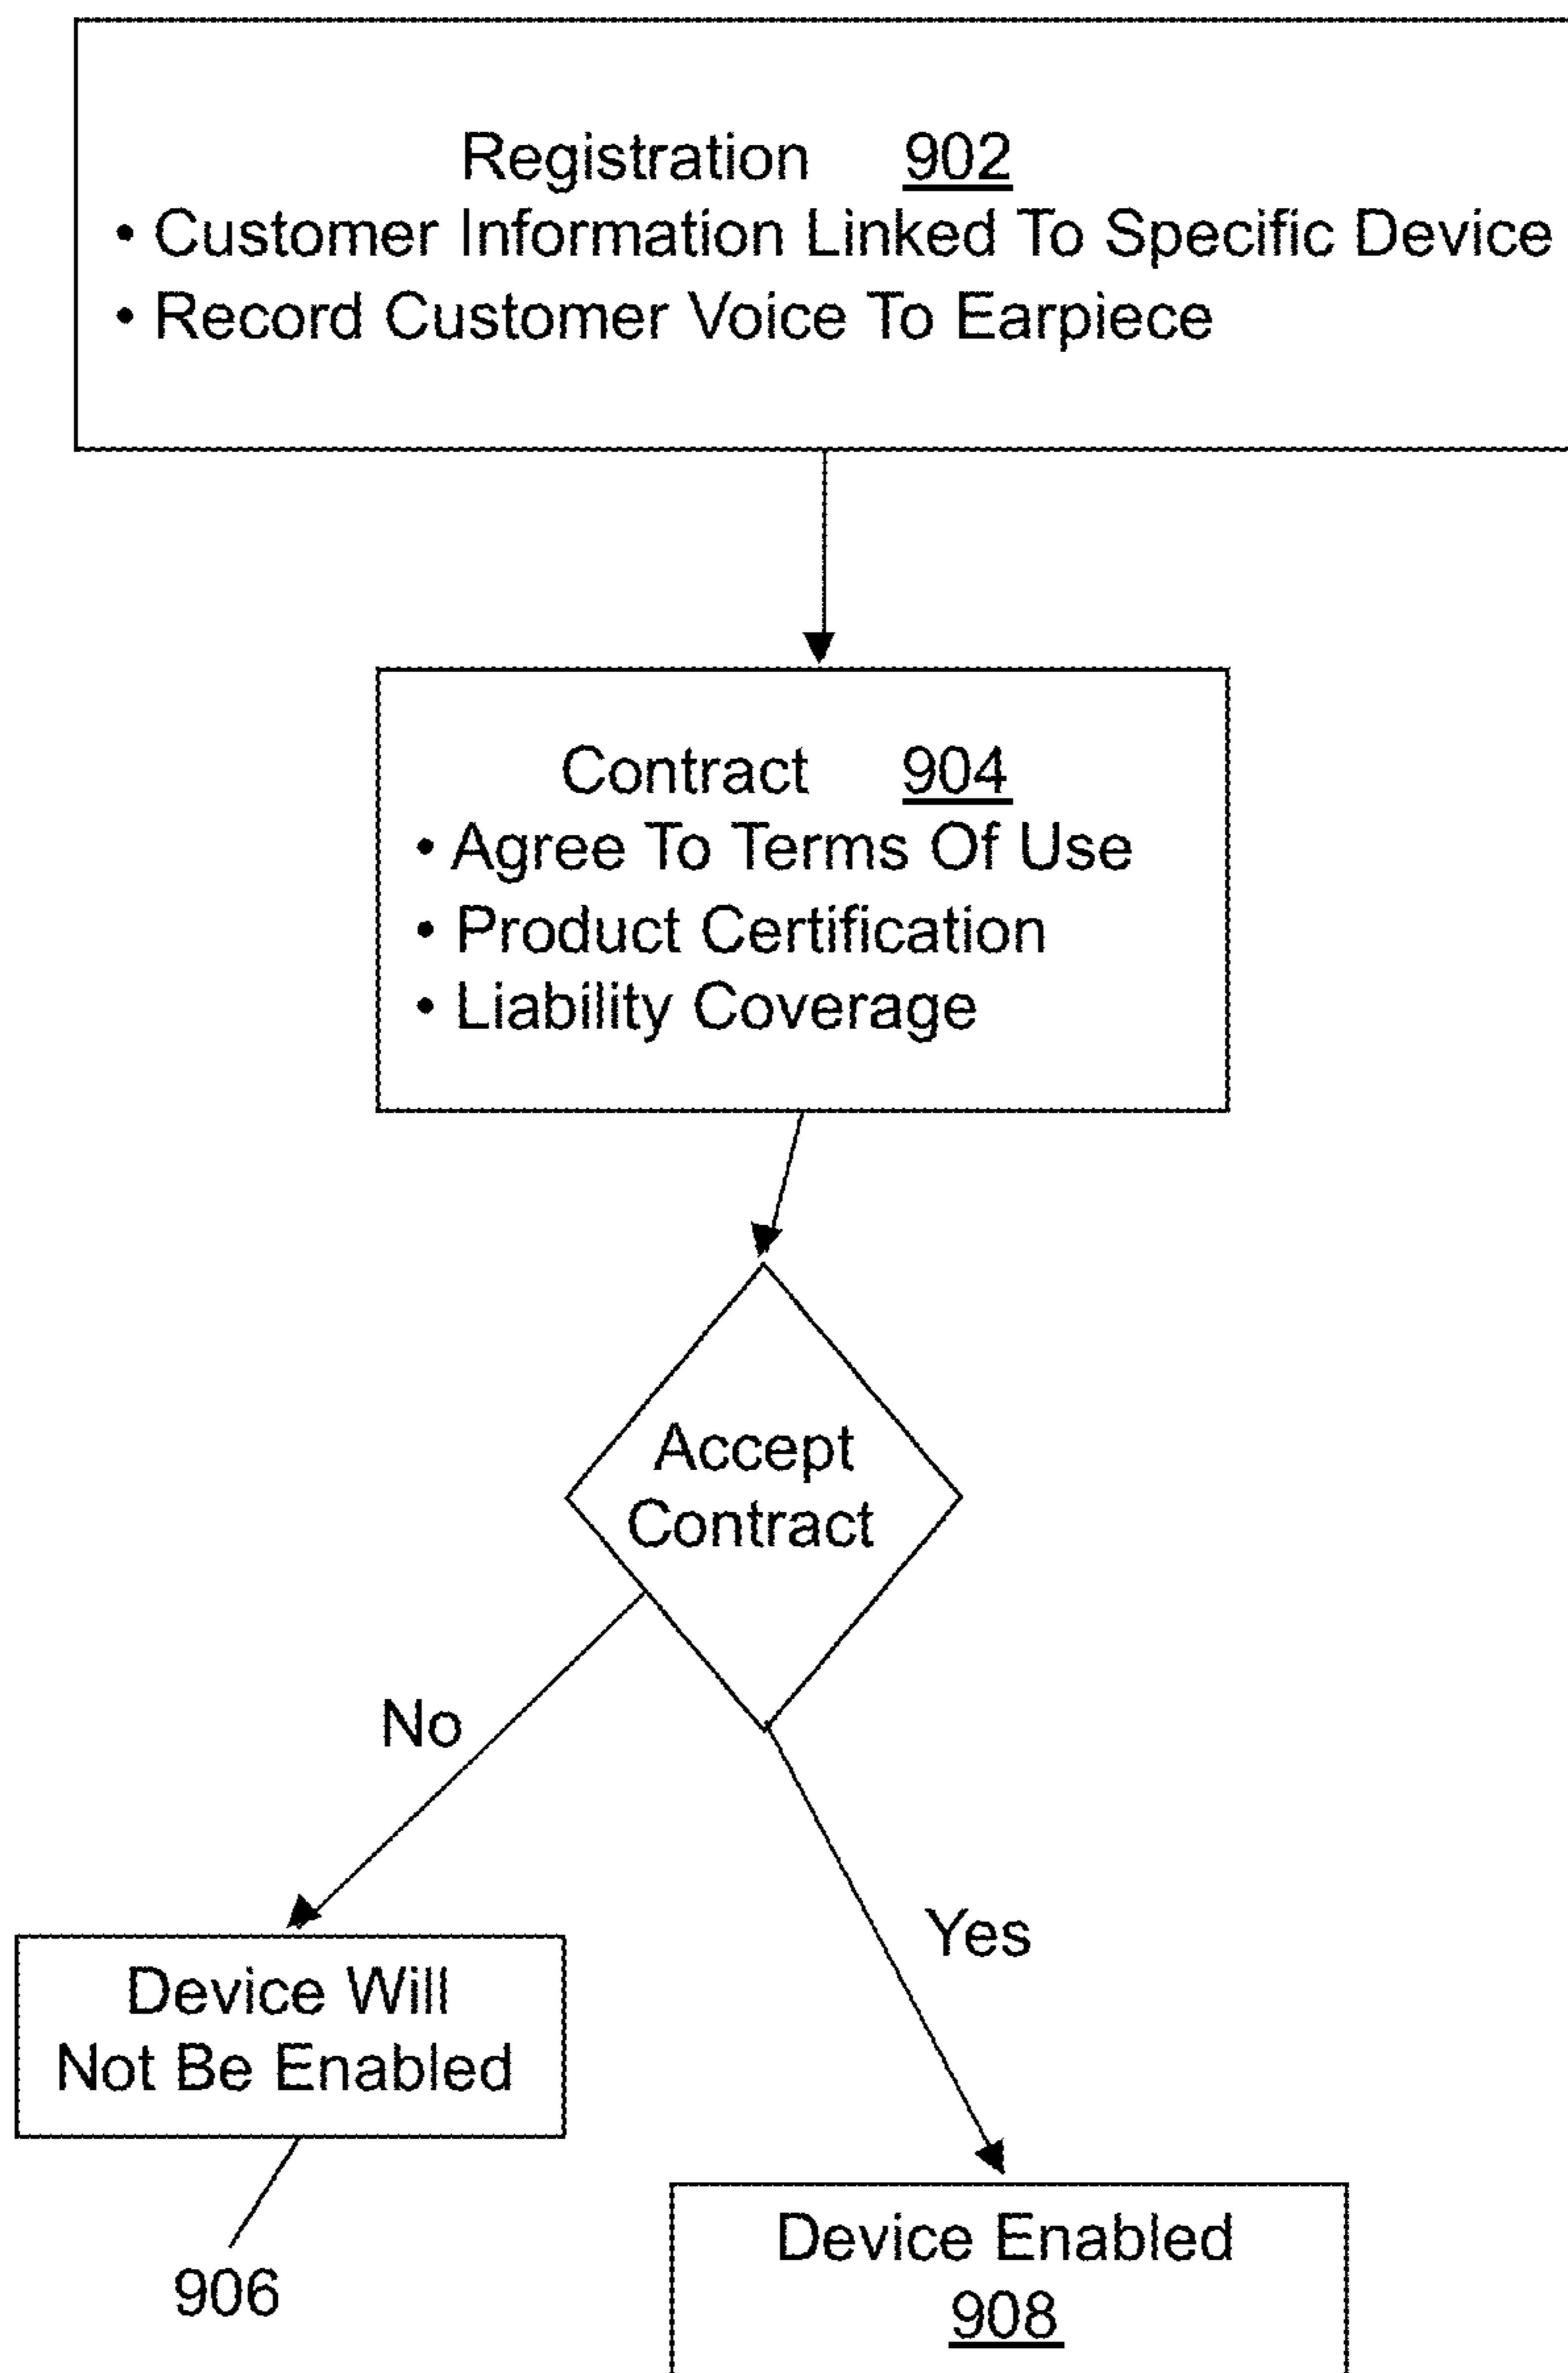 Registration 902
• Customer Information Linked To Specific Device
• Record Customer Voice To Earpiece
Contract 904
• Agree To Terms Of Use
• Product Certification
• Liability Coverage
Accept
Contract
No
Yes
Device Will
Not Be Enabled
906
Device Enabled
908